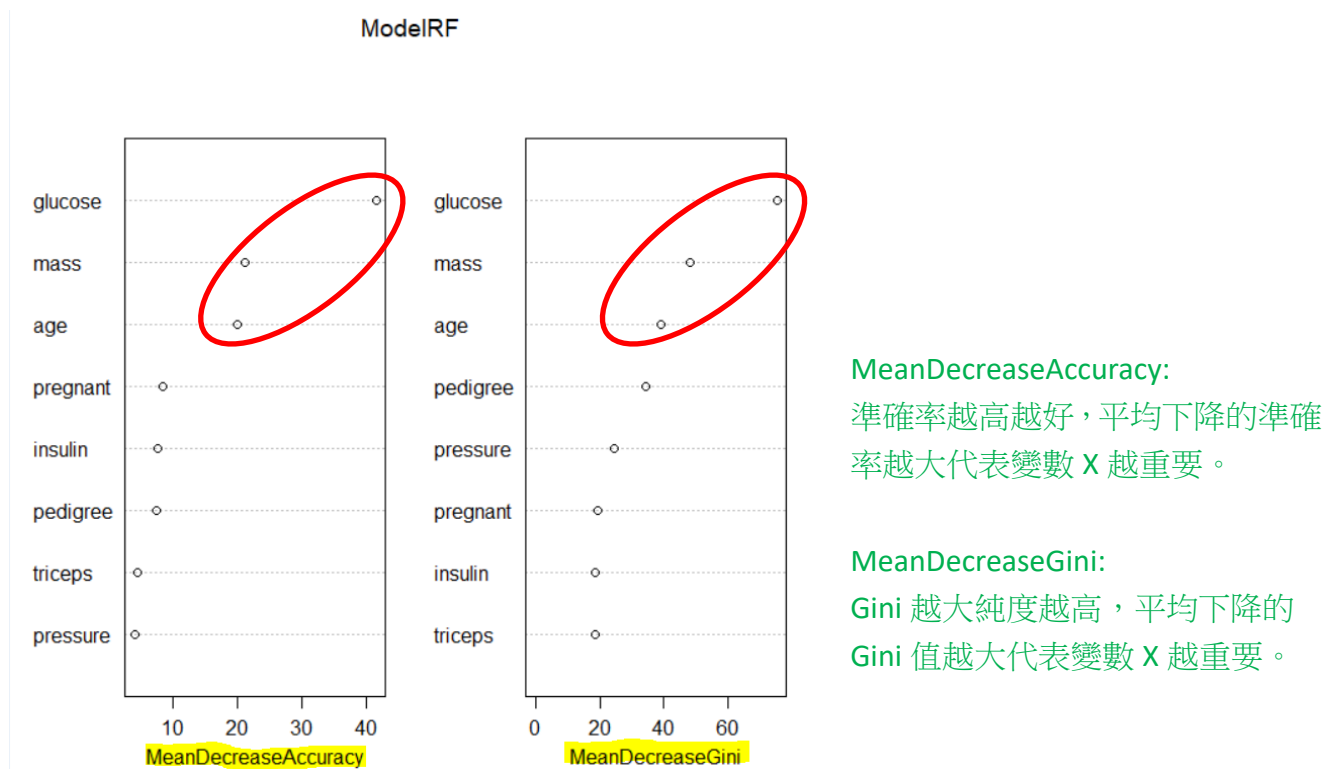 ModelRF
glucose
mass
age
pregnant
insulin
pedigree
triceps
pressure
10 20 30 40
MeanDecreaseAccuracy
glucose
mass
age
pedigree
pressure
pregnant
insulin
triceps
0 20 40 60
MeanDecreaseGini
MeanDecreaseAccuracy:
準確率越高越好，平均下降的準確
率越大代表變數 X 越重要。
MeanDecreaseGini:
Gini 越大純度越高，平均下降的
Gini 值越大代表變數 X 越重要。